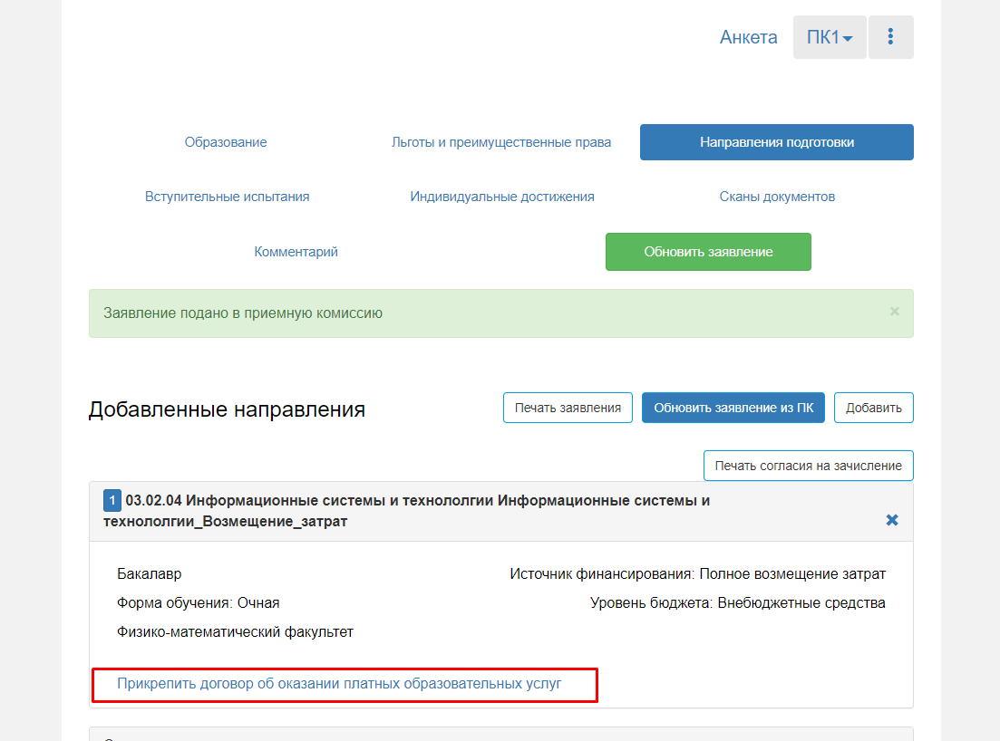 Анкета ПК1
Образование Льготы и преимущественные права Направления подготовки
Вступительные испытания Индивидуальные достижения Сканы документов
Комментарий Обновить заявление
Заявление подано в приемную комиссию ×
Добавленные направления Печать заявления Обновить заявление из ПК Добавить
Печать согласия на зачисление
1 03.02.04 Информационные системы и технололгии Информационные системы и
технололгии_Возмещение_затрат
Бакалавр Источник финансирования: Полное возмещение затрат
Форма обучения: Очная Уровень бюджета: Внебюджетные средства
Физико-математический факультет
Прикрепить договор об оказании платных образовательных услуг